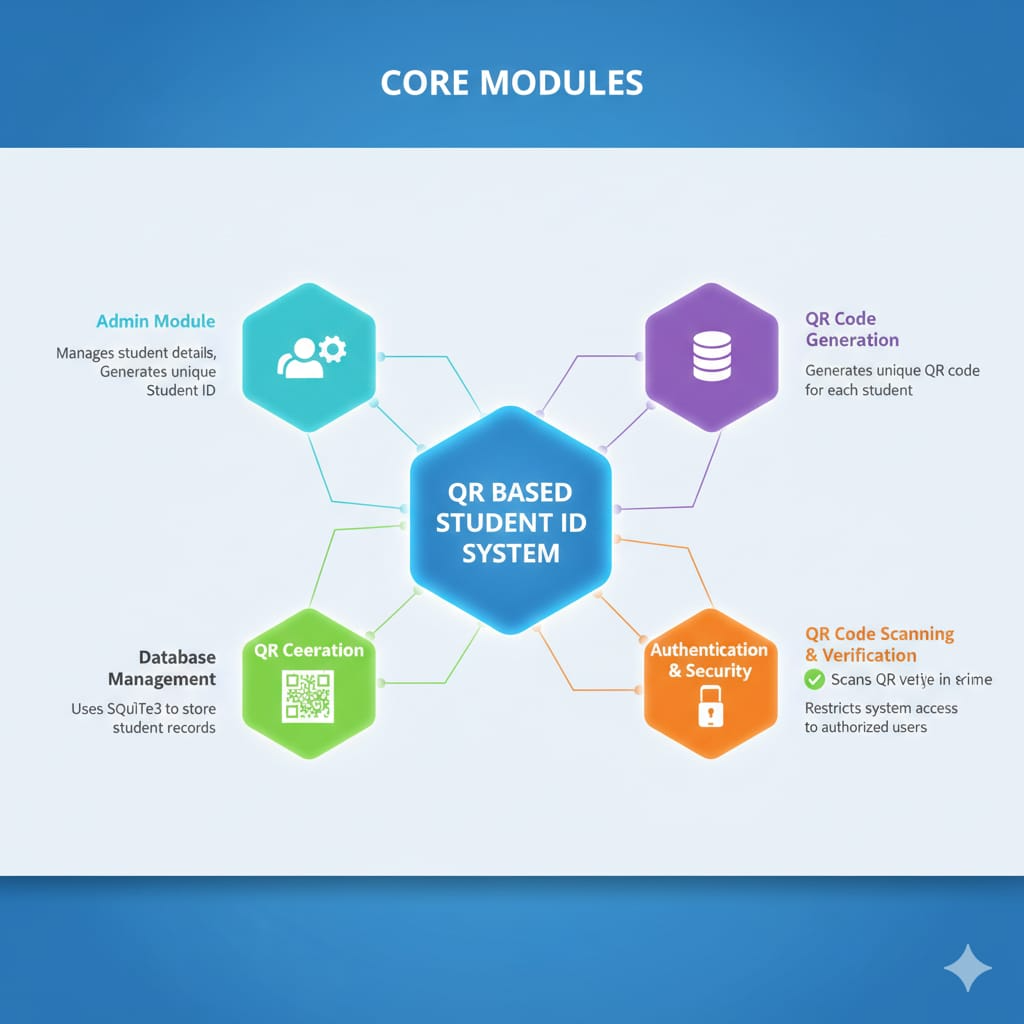 CORE MODULES
Admin Module
Manages student details,
Generates unique
Student ID
QR Code
Generation
Generates unique QR code
for each student
QR BASED
STUDENT ID
SYSTEM
Database
Management
Uses SQulTe3 to store
student records
QR Ceeration
Authentication
& Security
QR Code Scanning
& Verification
Scans QR in
Restricts system access
to authorized users